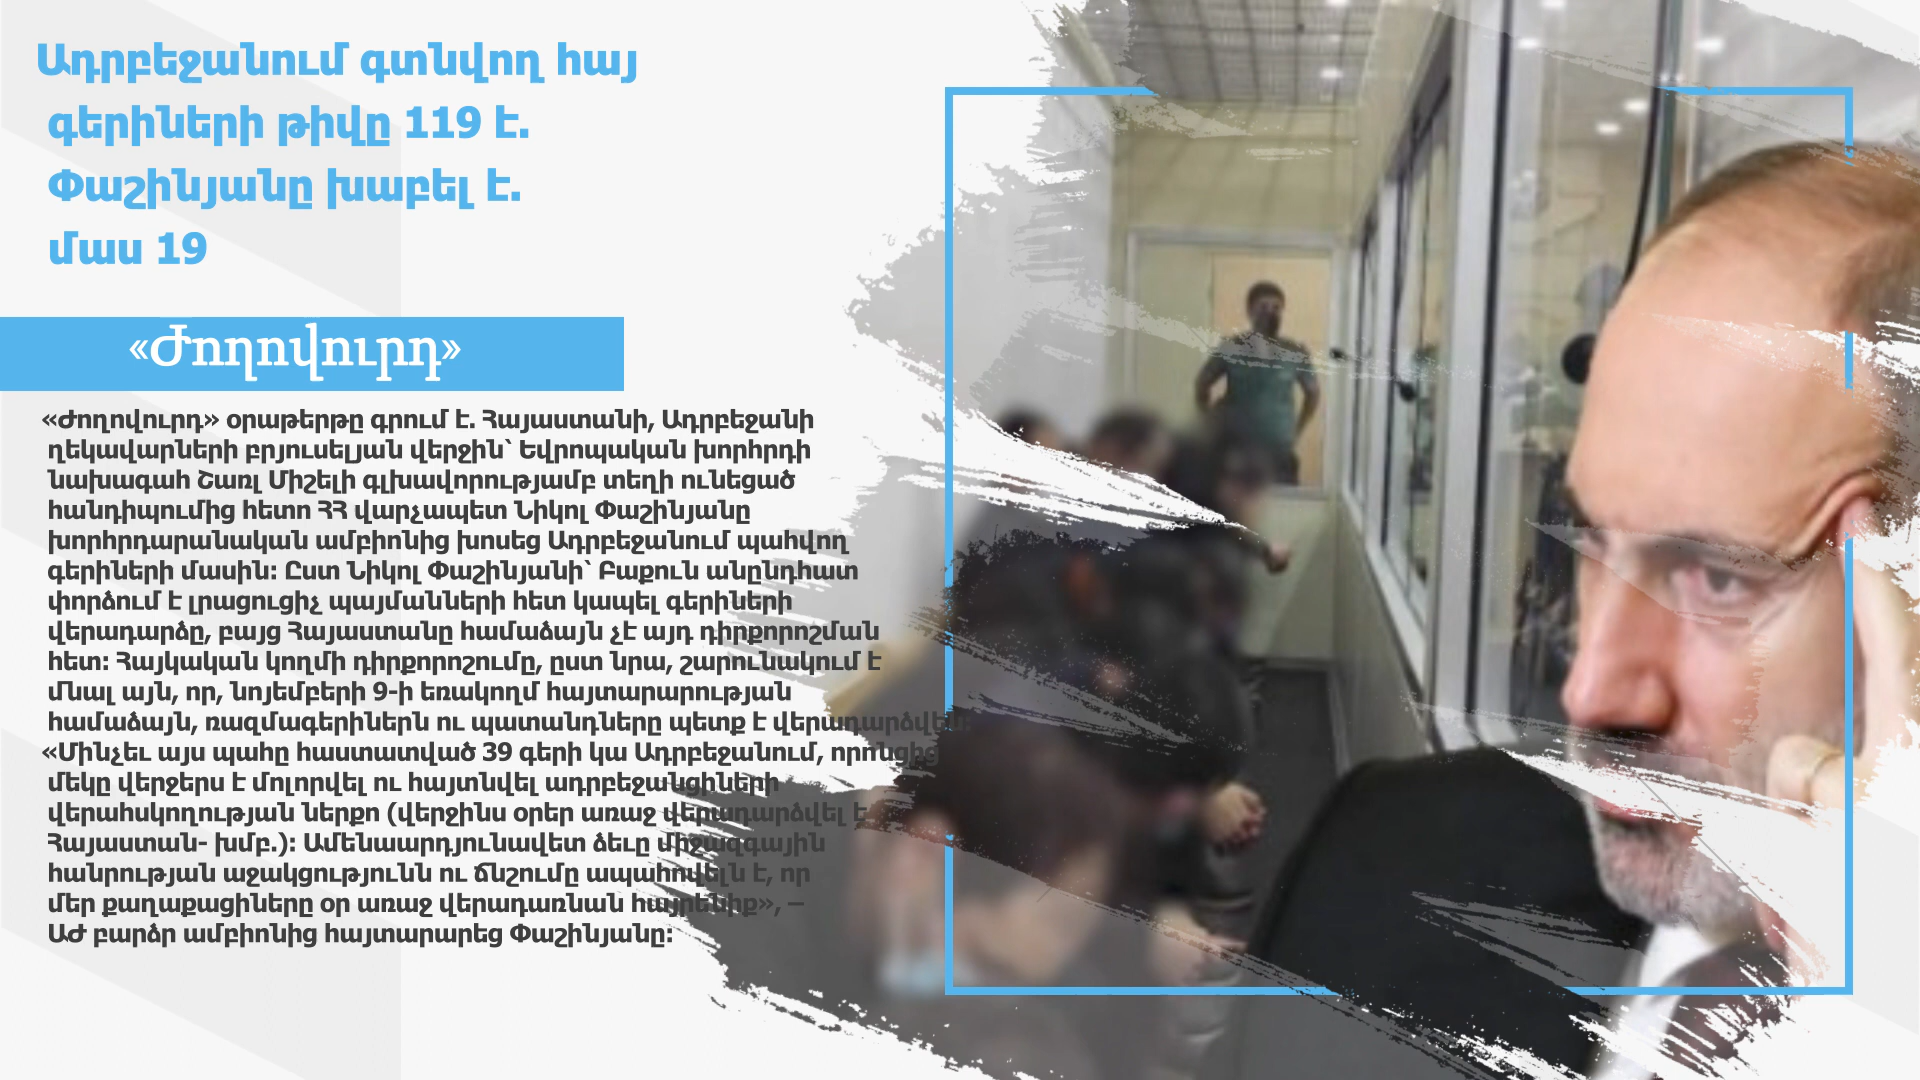 Ադրբեջանում գտնվող հայ
գերիների թիվը 119 է.
Փաշինյանը խաբել է.
մաս 19
«Ժողովուրդ»
«Ժողովուրդ» օրաթերթը գրում է. Հայաստանի, Ադրբեջանի
ղեկավարների բրյուսելյան վերջին՝ Եվրոպական խորհրդի
նախագահ Շառլ Միշելի գլխավորությամբ տեղի ունեցած
հանդիպումից հետո ՀՀ վարչապետ Նիկոլ Փաշինյանը
խորհրդարանական ամբիոնից խոսեց Ադրբեջանում պահվող
գերիների մասին: Ըստ Նիկոլ Փաշինյանի՝ Բաքուն անընդհատ
փորձում է լրացուցիչ պայմանների հետ կապել գերիների
վերադարձը, բայց Հայաստանը համաձայն չէ այդ դիրքորոշման
հետ: Հայկական կողմի դիրքորոշումը, ըստ նրա, շարունակում է
մնալ այն, որ, նոյեմբերի 9-ի եռակողմ հայտարարության
համաձայն, ռազմագերիներն ու պատանդները պետք է վերադարձվեն:
«Մինչեւ այս պահը հաստատված 39 գերի կա Ադրբեջանում, որոնցից
մեկը վերջերս է մոլորվել ու հայտնվել ադրբեջանցիների
վերահսկողության ներքո (վերջինս օրեր առաջ վերադարձվել է
Հայաստան- խմբ.): Ամենաարդյունավետ ձեւը միջազգային
հանրության աջակցությունն ու ճնշումը ապահովելն է, որ
մեր քաղաքացիները օր առաջ վերադառնան հայրենիք», –
ԱԺ բարձր ամբիոնից հայտարարեց Փաշինյանը: